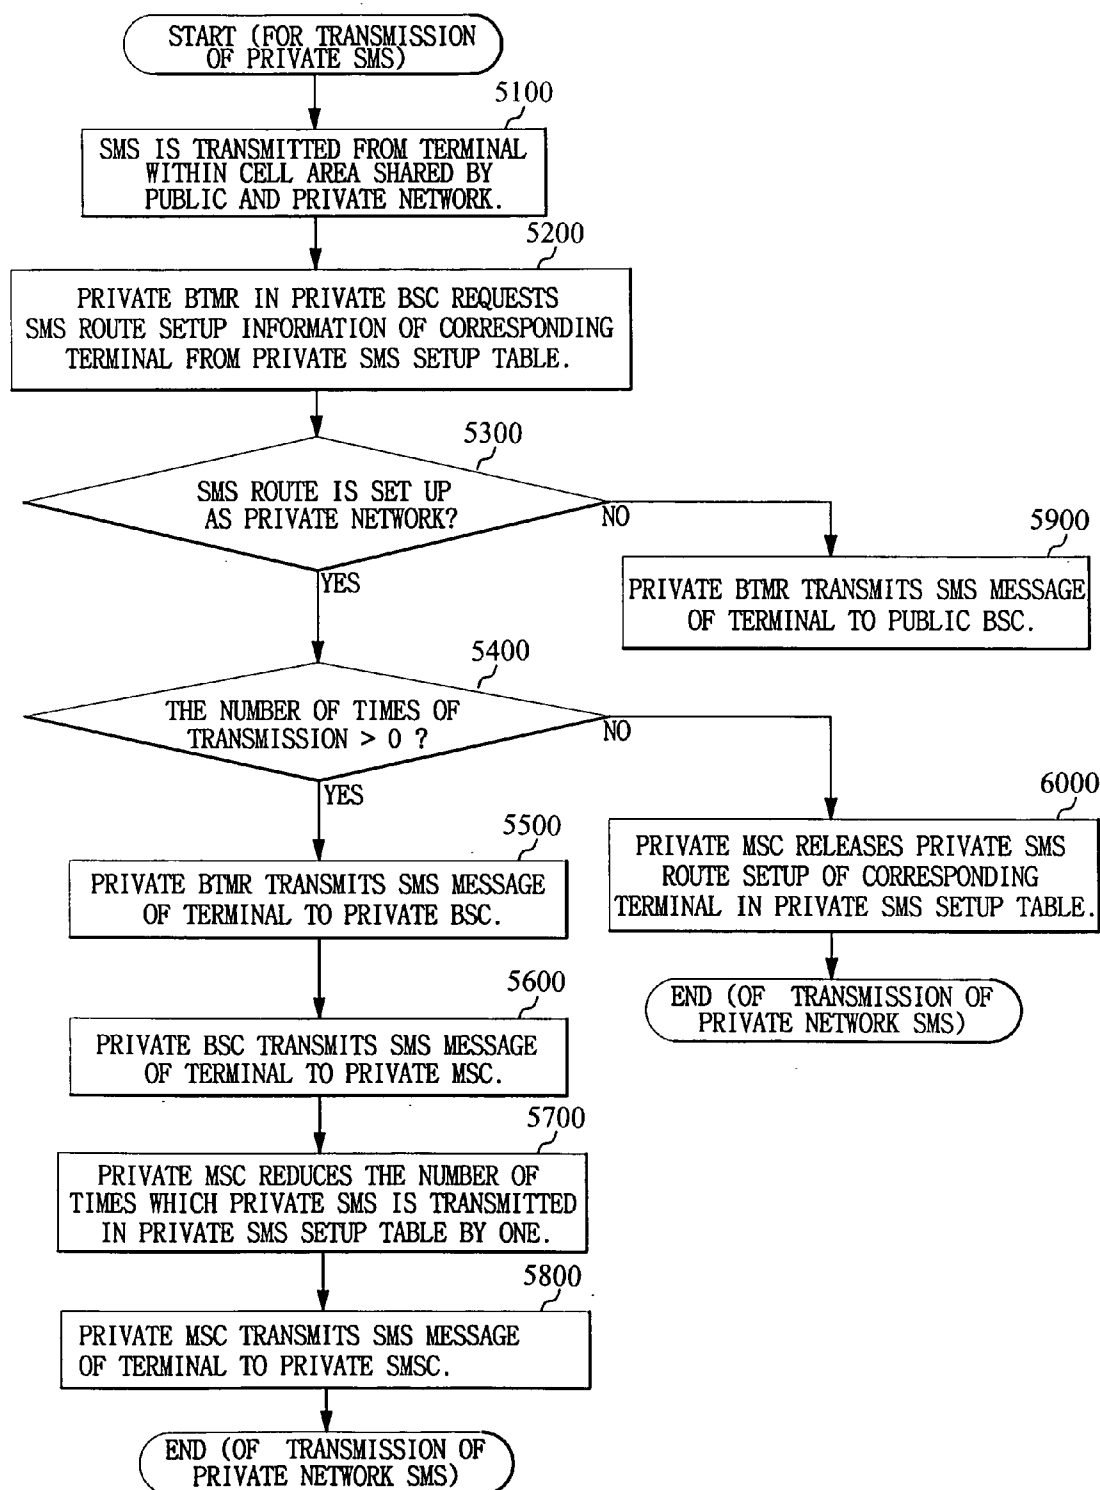 START (FOR TRANSMISSION
OF PRIVATE SMS)
5100
SMS IS TRANSMITTED FROM TERMINAL
WITHIN CELL AREA SHARED BY
PUBLIC AND PRIVATE NETWORK.
5200
PRIVATE BTMR IN PRIVATE BSC REQUESTS
SMS ROUTE SETUP INFORMATION OF CORRESPONDING
TERMINAL FROM PRIVATE SMS SETUP TABLE.
5300
SMS ROUTE IS SET UP
AS PRIVATE NETWORK?
NO
YES
5900
PRIVATE BTMR TRANSMITS SMS MESSAGE
OF TERMINAL TO PUBLIC BSC.
5400
THE NUMBER OF TIMES OF
TRANSMISSION > 0 ?
NO
YES
6000
PRIVATE MSC RELEASES PRIVATE SMS
ROUTE SETUP OF CORRESPONDING
TERMINAL IN PRIVATE SMS SETUP TABLE.
END (OF TRANSMISSION OF
PRIVATE NETWORK SMS)
5500
PRIVATE BTMR TRANSMITS SMS MESSAGE
OF TERMINAL TO PRIVATE BSC.
5600
PRIVATE BSC TRANSMITS SMS MESSAGE
OF TERMINAL TO PRIVATE MSC.
5700
PRIVATE MSC REDUCES THE NUMBER OF
TIMES WHICH PRIVATE SMS IS TRANSMITTED
IN PRIVATE SMS SETUP TABLE BY ONE.
5800
PRIVATE MSC TRANSMITS SMS MESSAGE
OF TERMINAL TO PRIVATE SMSC.
END (OF TRANSMISSION OF
PRIVATE NETWORK SMS)